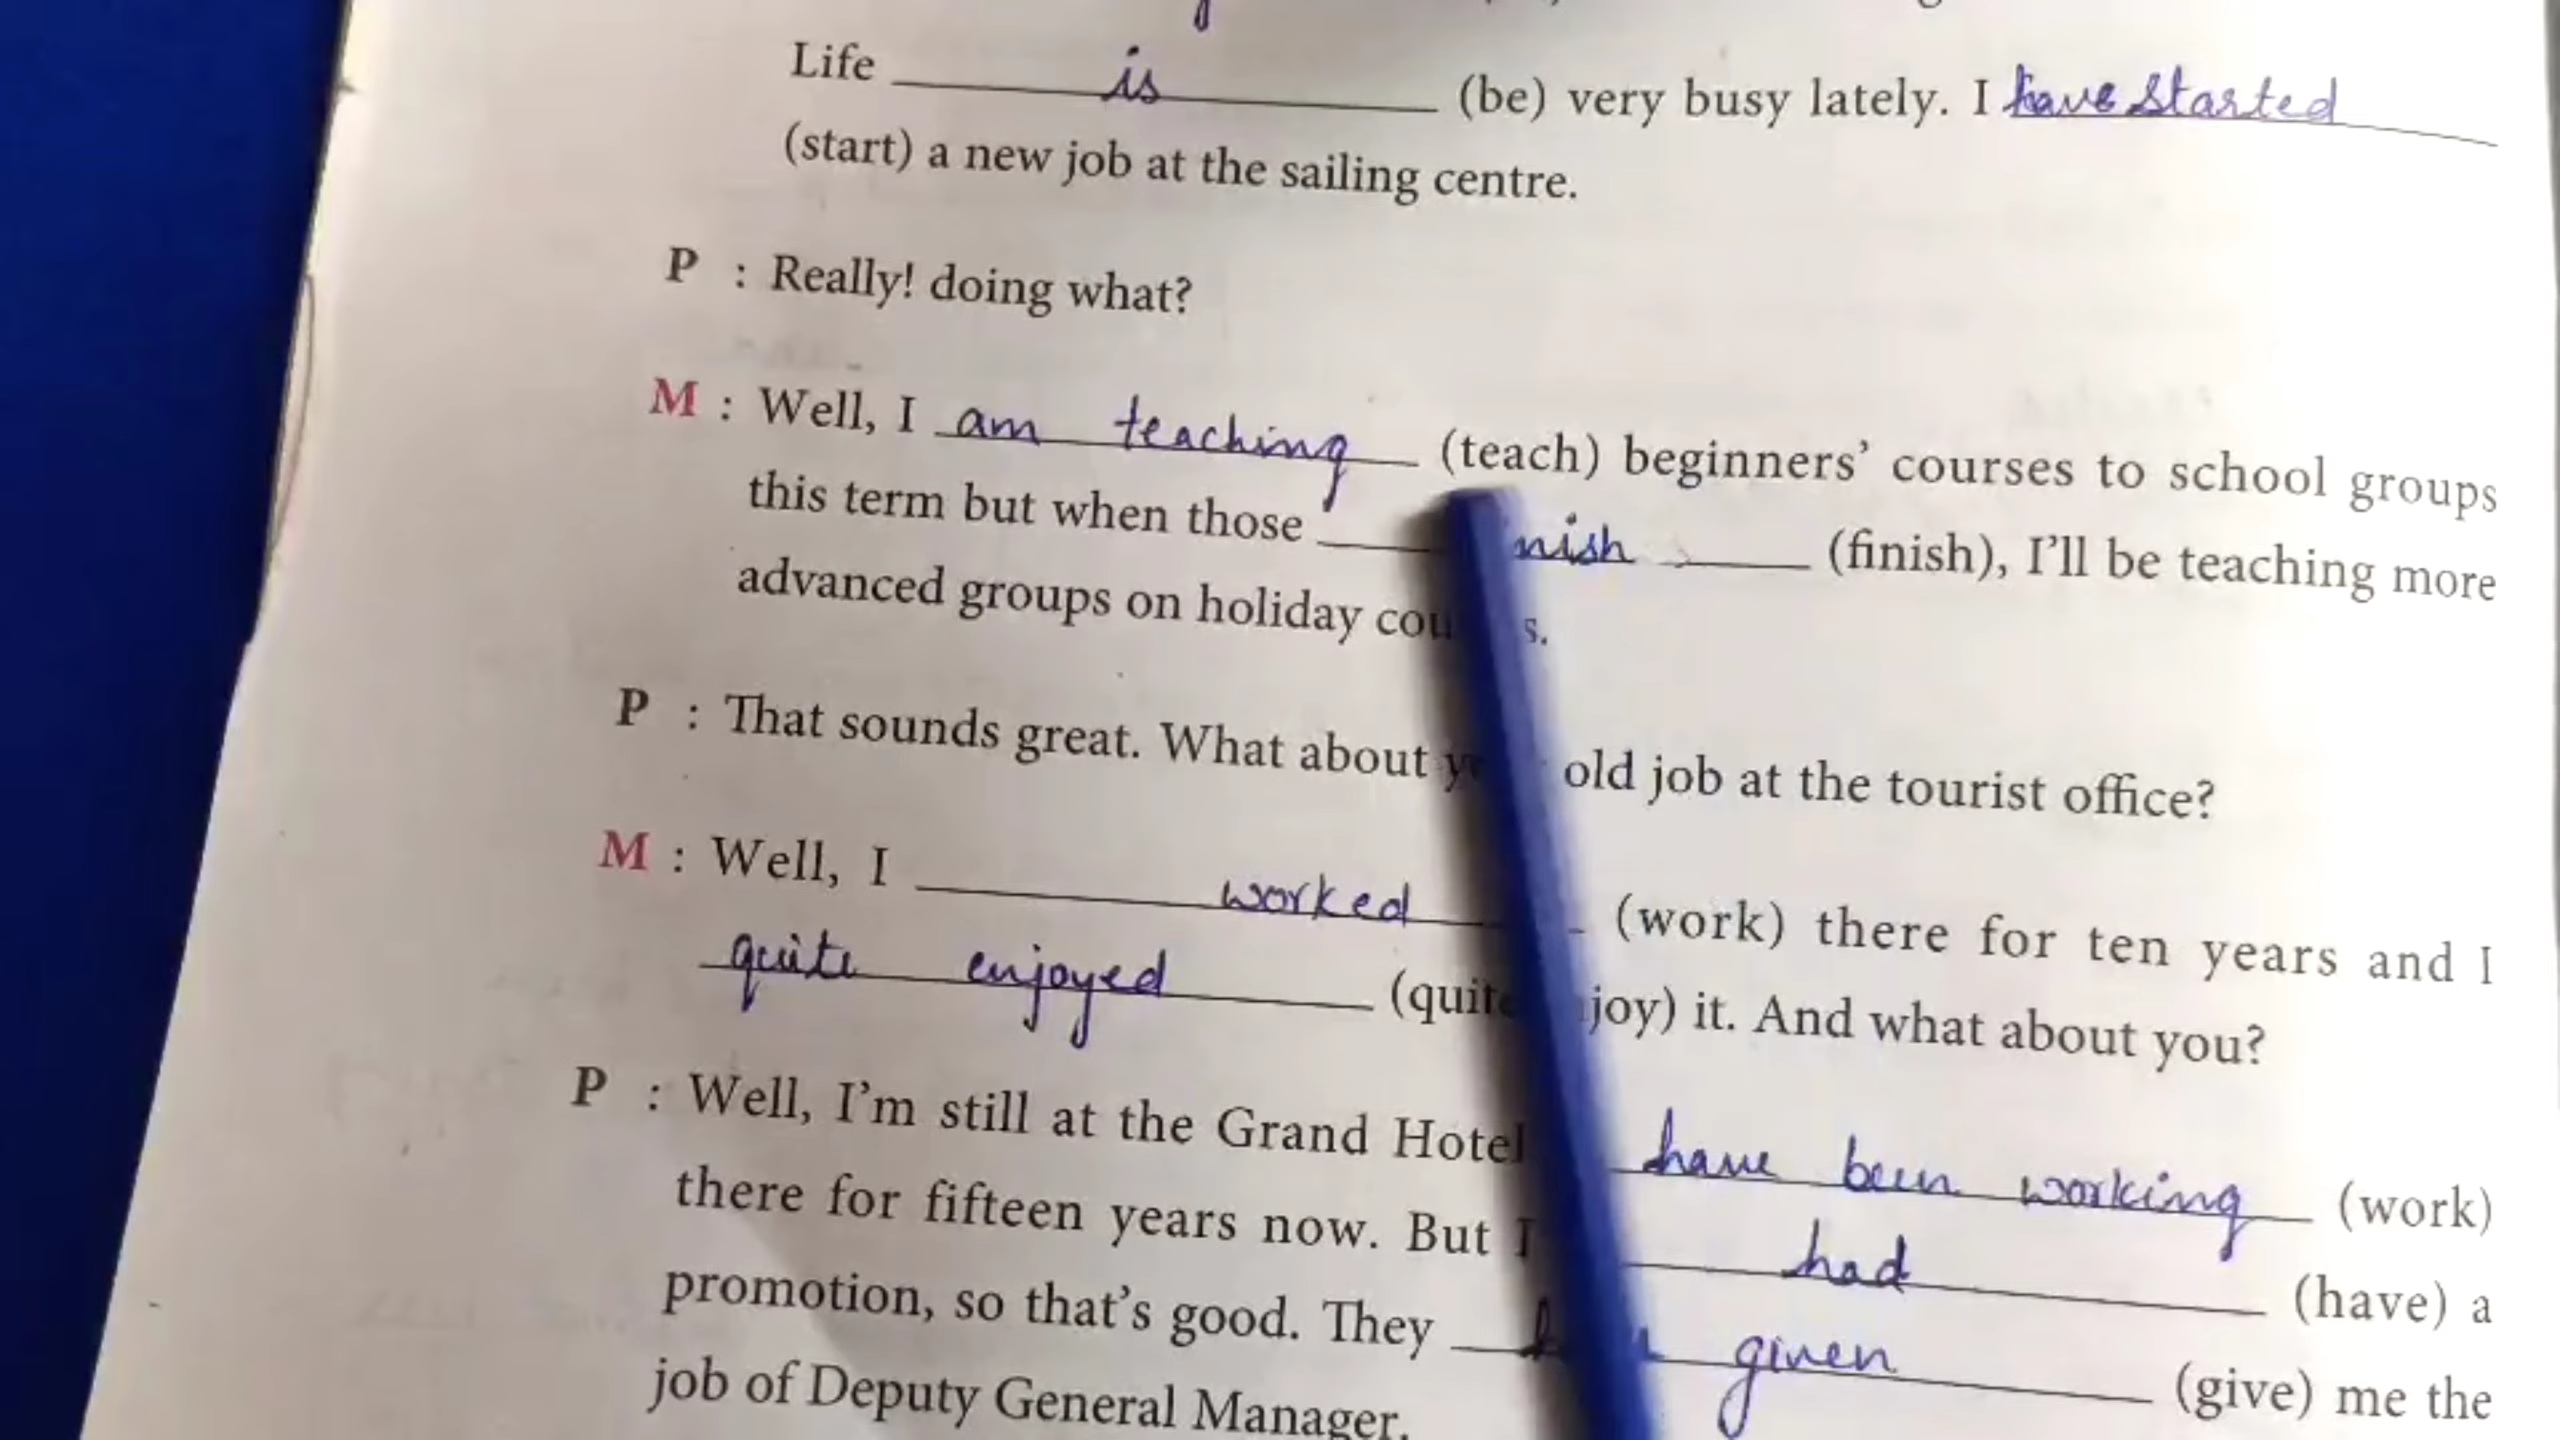 Life is (be) very busy lately. I have started
(start) a new job at the sailing centre.
P : Really! doing what?
M : Well, I am teaching (teach) beginners’ courses to school groups
this term but when those (finish), I’ll be teaching more
advanced groups on holiday
P : That sounds great. What about old job at the tourist office?
M : Well, I worked (work) there for ten years and I
quite enjoyed (quite it. And what about you?
P : Well, I’m still at the Grand Hotel have been working (work)
there for fifteen years now. But I had (have) a
promotion, so that’s good. They given (give) me the
job of Deputy General Manager.